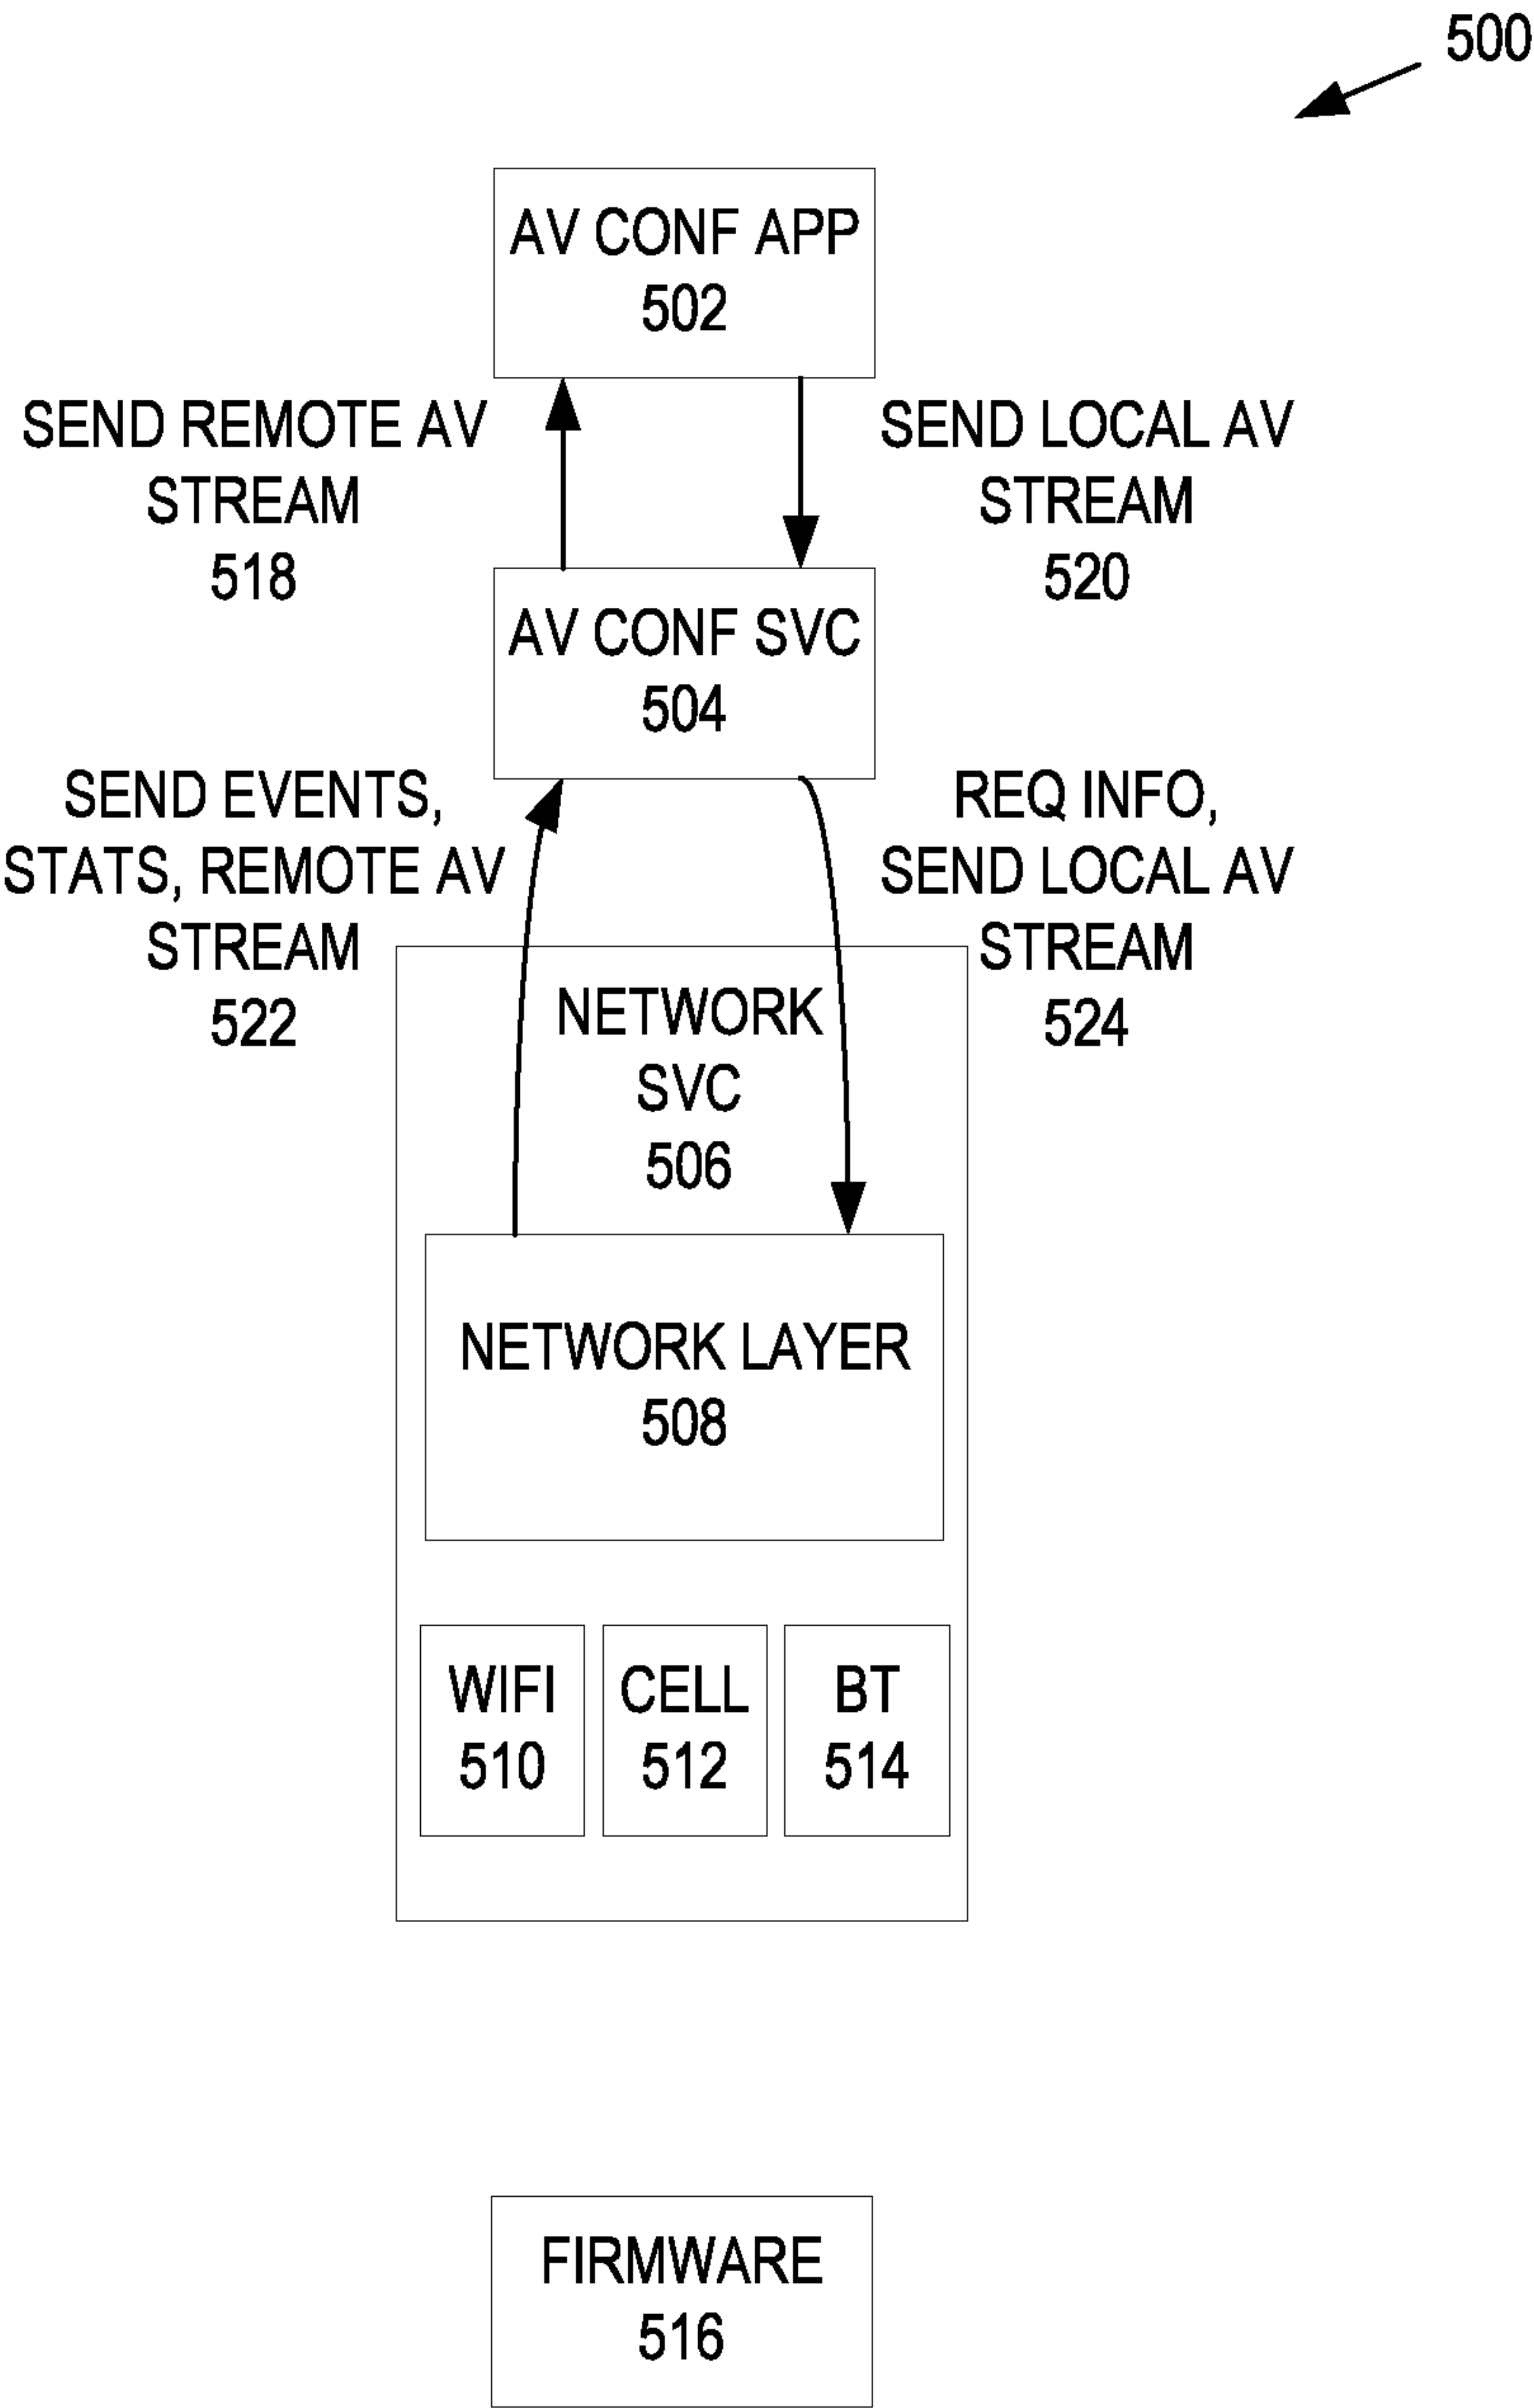 500
AV CONF APP
502
SEND REMOTE AV
STREAM
518
SEND LOCAL AV
STREAM
520
AV CONF SVC
504
SEND EVENTS,
STATS, REMOTE AV
STREAM
522
REQ INFO,
SEND LOCAL AV
STREAM
524
NETWORK
SVC
506
NETWORK LAYER
508
WIFI
510
CELL
512
BT
514
FIRMWARE
516